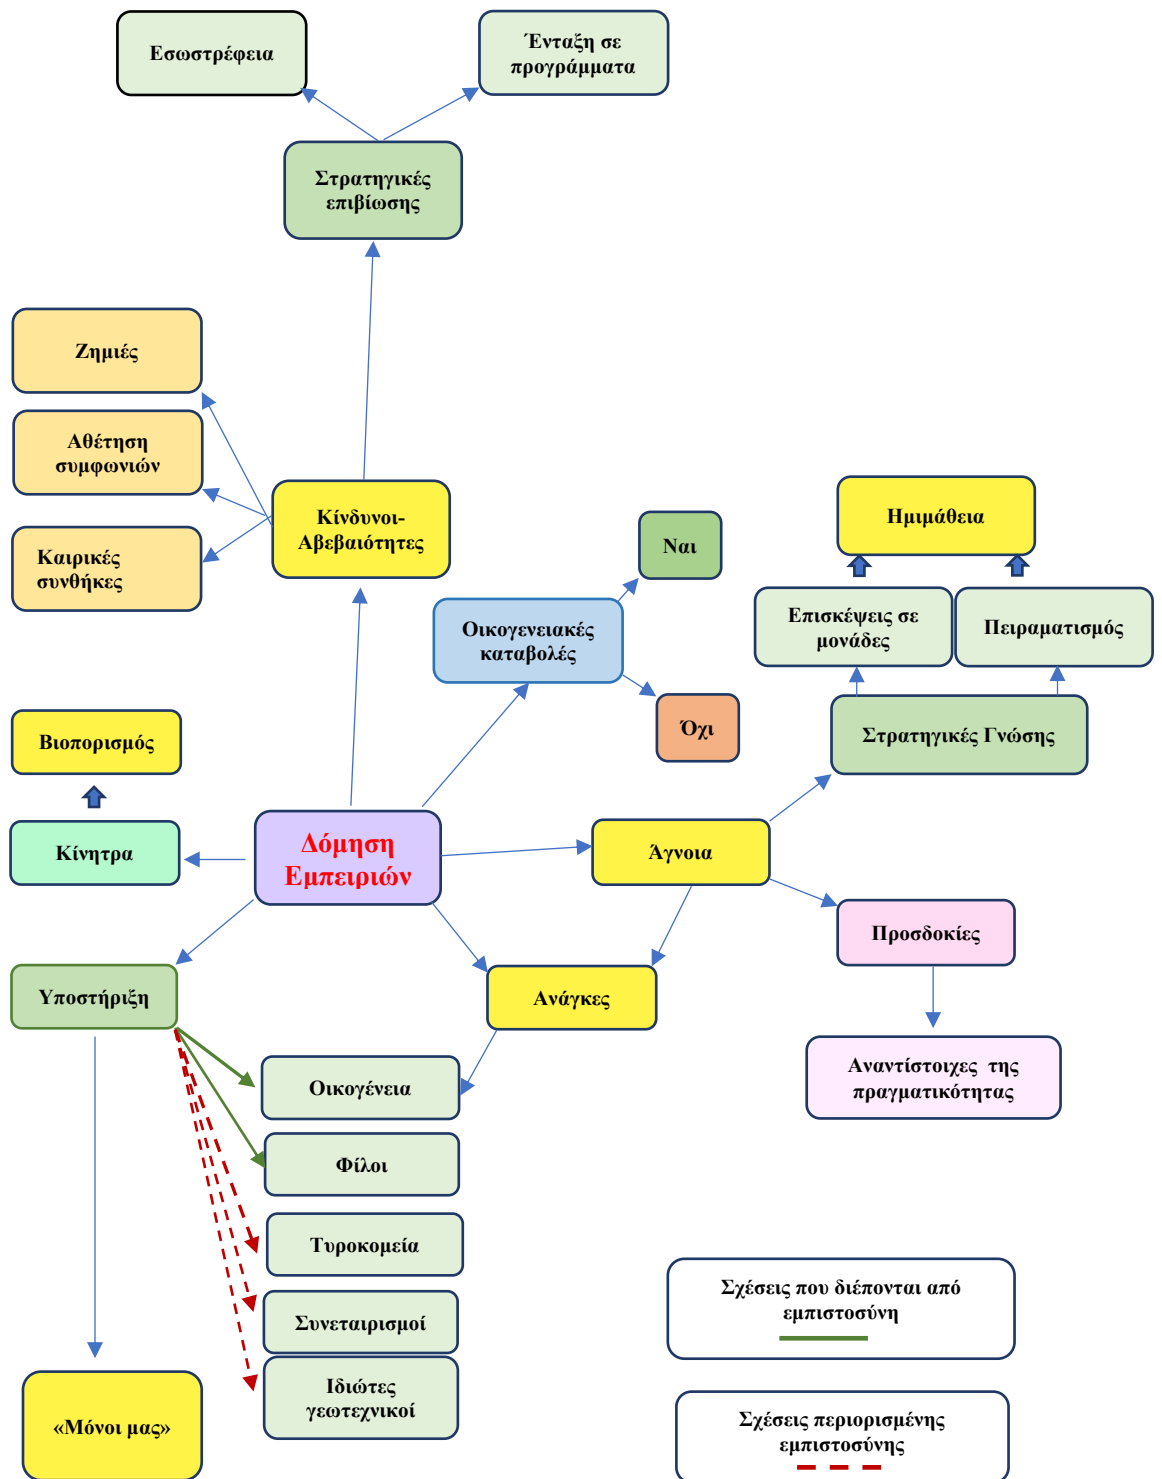 Εσωστρέφεια
Ένταξη σε
προγράμματα
Στρατηγικές
επιβίωσης
Ζημιές
Αθέτηση
συμφωνιών
Καιρικές
συνθήκες
Κίνδυνοι-
Αβεβαιότητες
Ναι
Οικογενειακές
καταβολές
Όχι
Ημιμάθεια
Επισκέψεις σε
μονάδες
Πειραματισμός
Στρατηγικές Γνώσης
Βιοπορισμός
Κίνητρα
Δόμηση
Εμπειριών
Άγνοια
Προσδοκίες
Αναντίστοιχες της
πραγματικότητας
Υποστήριξη
Ανάγκες
Οικογένεια
Φίλοι
Τυροκομεία
Συνεταιρισμοί
Ιδιώτες
γεωτεχνικοί
«Μόνοι μας»
Σχέσεις που διέπονται από
εμπιστοσύνη
Σχέσεις περιορισμένης
εμπιστοσύνης